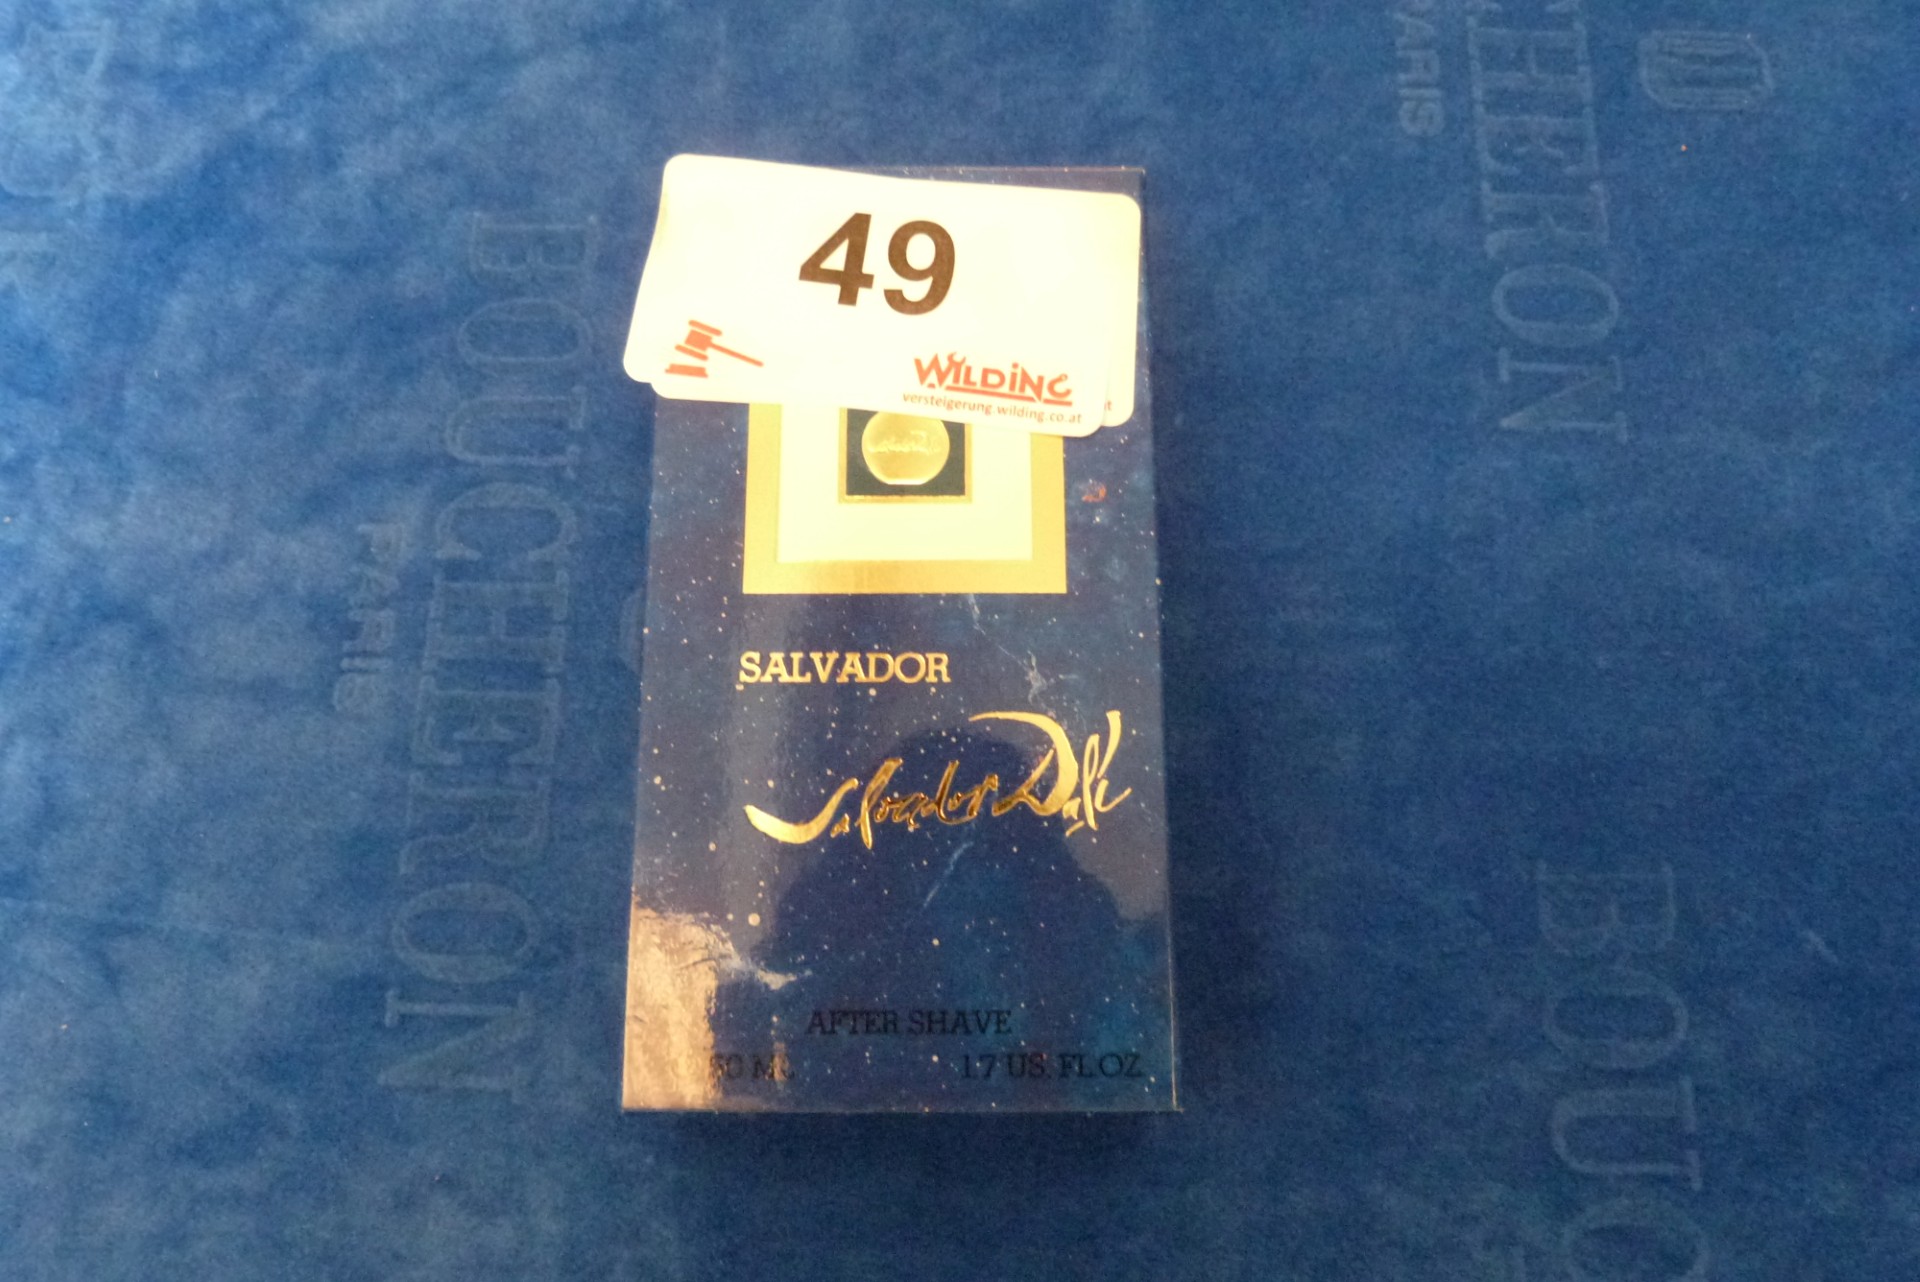 49
WILDING
versteigerung.wilding.co.at
SALVADOR
Salvador Dalí
AFTER SHAVE
50 ML 1.7 US. FL.OZ
BOUCHERON
PARIS
BOUCHERON
PARIS